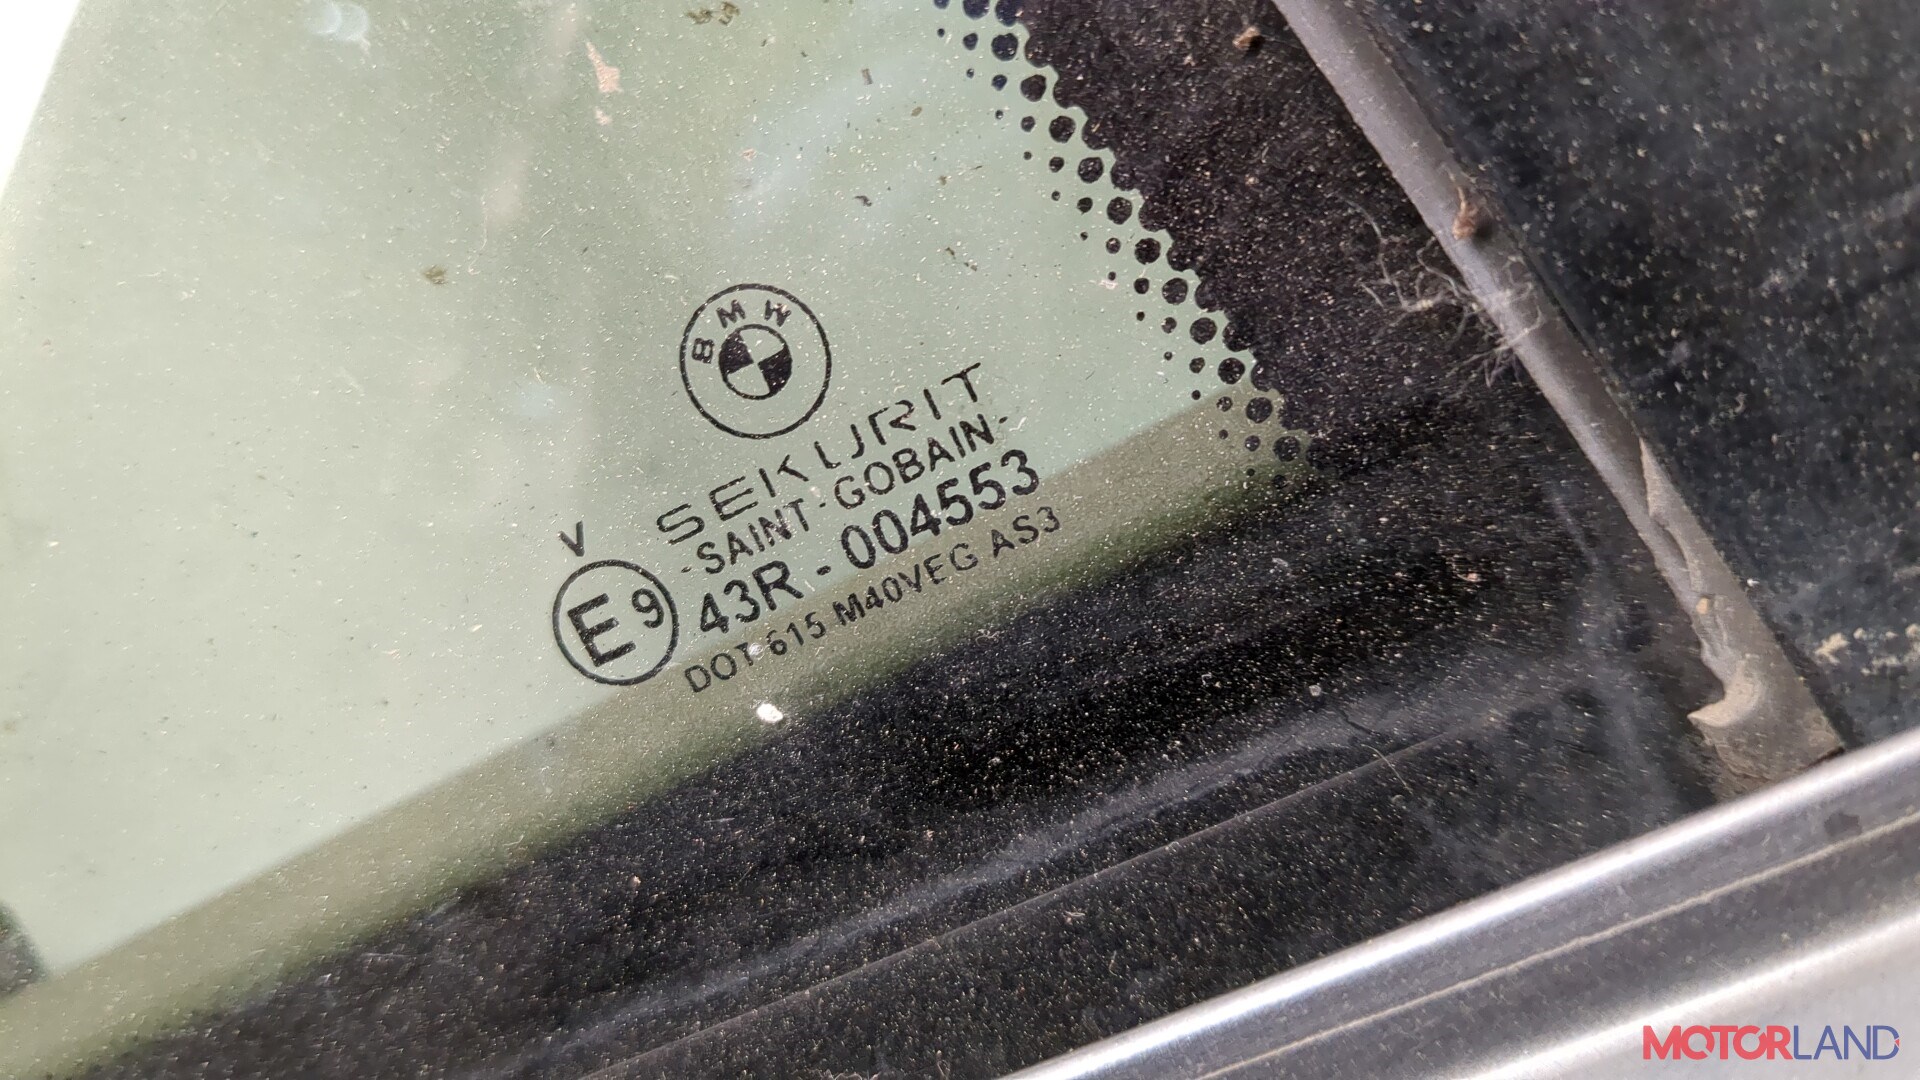 BMW
SEKURIT
-SAINT-GOBAIN-
V
E9
43R-004553
DOT 615 M40VEG AS3
MOTORLAND